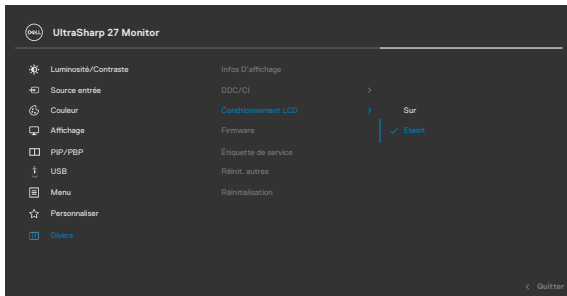 DELL UltraSharp 27 Monitor
Luminosité/Contraste Infos D'affichage
Source entrée DDC/CI
Couleur Condtionnement LCD Sur
Affichage Firmware Éteint
PIP/PBP Étiquette de service
USB Réinit. autres
Menu Réinitialisation
Personnaliser
Divers
Quitter